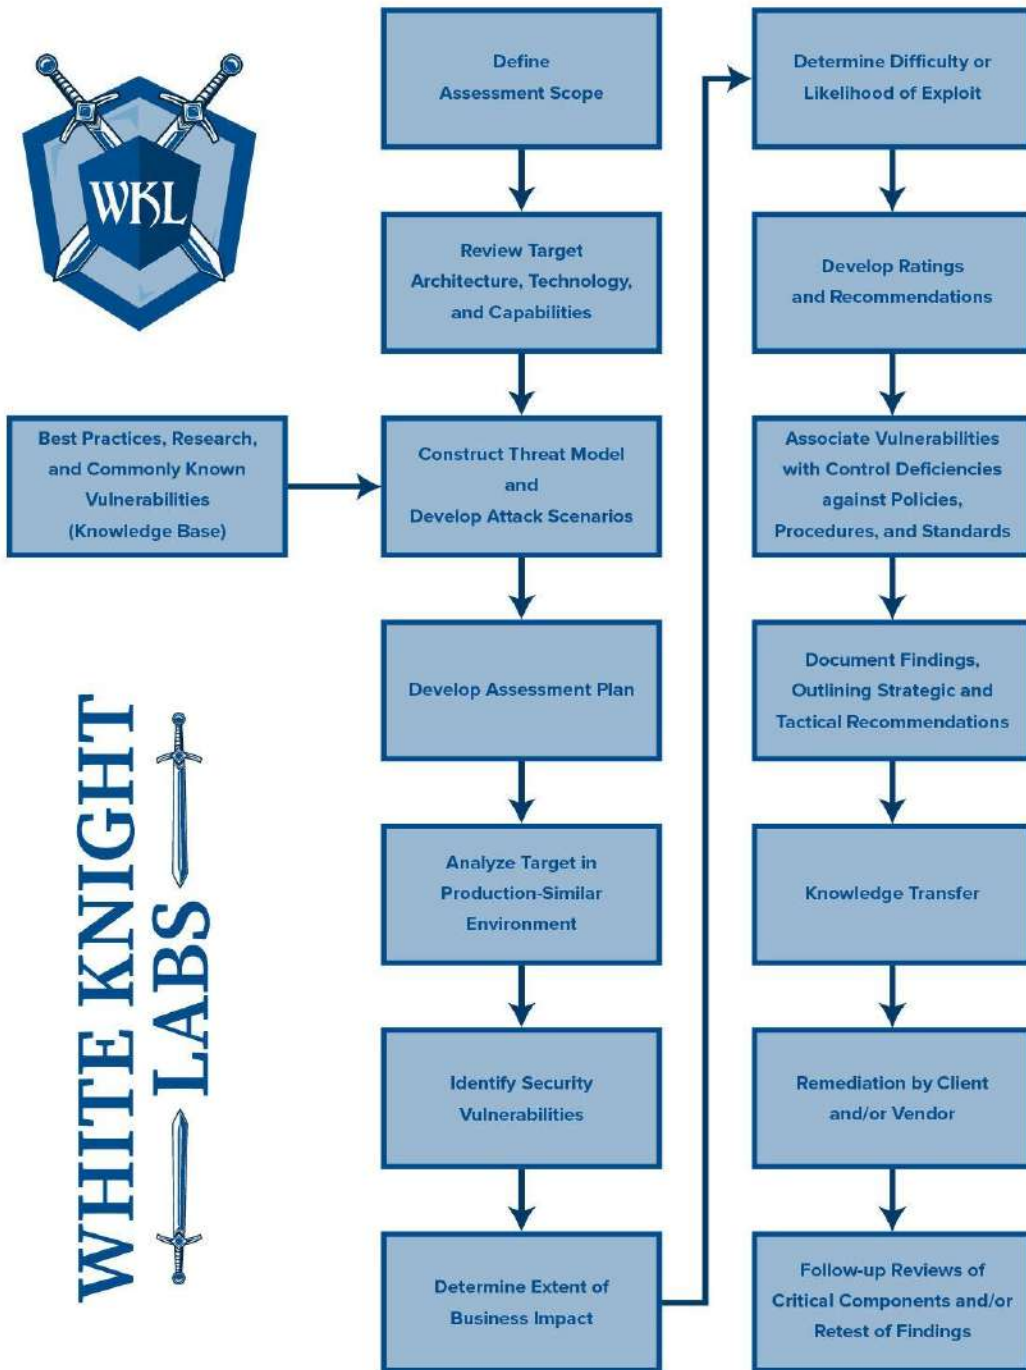 WKL
Define
Assessment Scope
Review Target
Architecture, Technology,
and Capabilities
Best Practices, Research,
and Commonly Known
Vulnerabilities
(Knowledge Base)
Construct Threat Model
and
Develop Attack Scenarios
Develop Assessment Plan
Analyze Target in
Production-Similar
Environment
Identify Security
Vulnerabilities
Determine Extent of
Business Impact
Determine Difficulty or
Likelihood of Exploit
Develop Ratings
and Recommendations
Associate Vulnerabilities
with Control Deficiencies
against Policies,
Procedures, and Standards
Document Findings,
Outlining Strategic and
Tactical Recommendations
Knowledge Transfer
Remediation by Client
and/or Vendor
Follow-up Reviews of
Critical Components and/or
Retest of Findings
WHITE KNIGHT
LABS